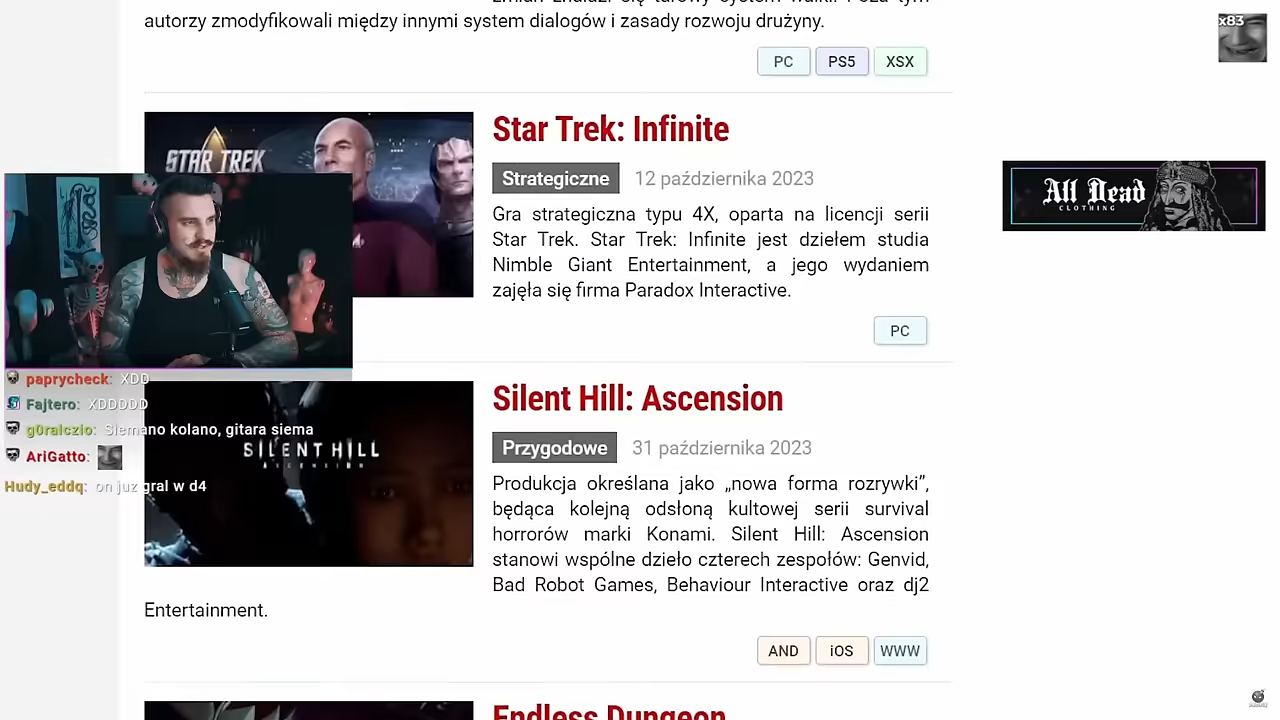 autorzy zmodyfikowali między innymi system dialogów i zasady rozwoju drużyny.
PC PS5 XSX
x83
STAR TREK
Star Trek: Infinite
Strategiczne 12 października 2023
Gra strategiczna typu 4X, oparta na licencji serii
Star Trek. Star Trek: Infinite jest dziełem studia
Nimble Giant Entertainment, a jego wydaniem
zajęła się firma Paradox Interactive.
PC
All Dead
CLOTHING
paprycheck: XDD
Fajtero: XDDDDD
g0ralczio: Siemano kolano, gitara siema
AriGatto:
Hudy_eddq: on juz gral w d4
SILENT HILL
ASCENSION
Silent Hill: Ascension
Przygodowe 31 października 2023
Produkcja określana jako „nowa forma rozrywki”,
będąca kolejną odsłoną kultowej serii survival
horrorów marki Konami. Silent Hill: Ascension
stanowi wspólne dzieło czterech zespołów: Genvid,
Bad Robot Games, Behaviour Interactive oraz dj2
Entertainment.
AND iOS WWW
Endless Dungeon